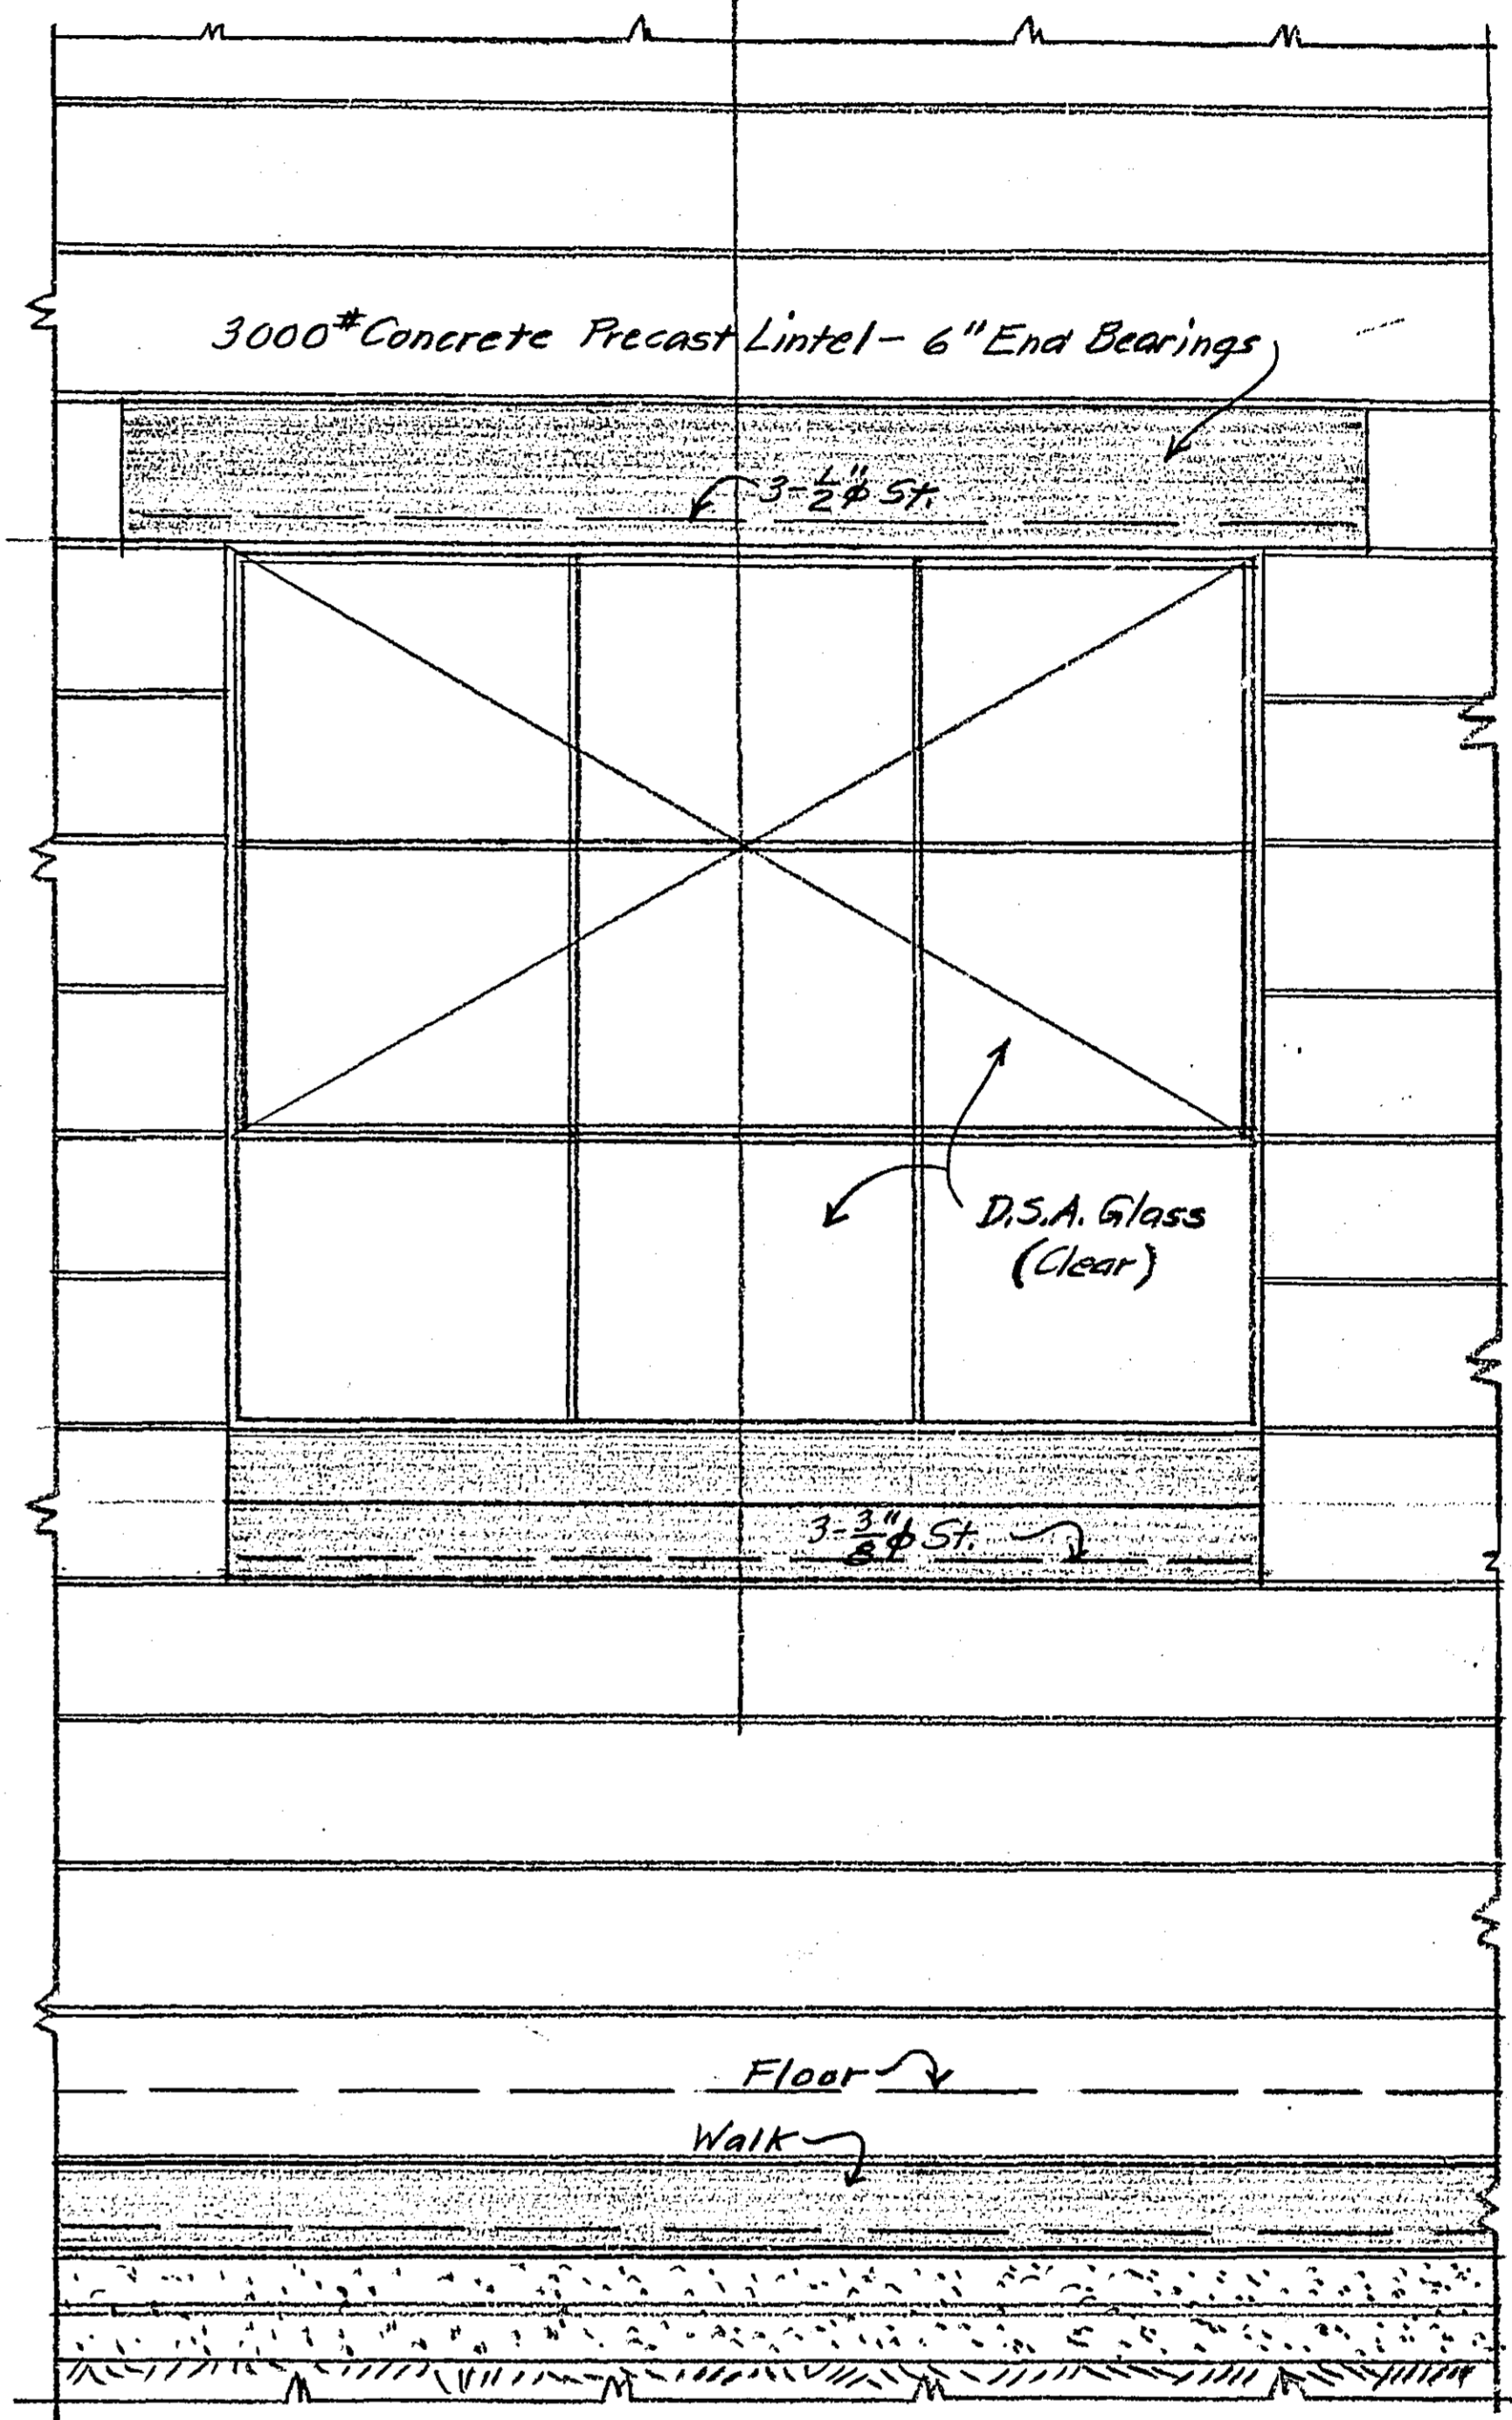 3000# Concrete Precast Lintel - 6" End Bearings
3-1/2"ϕ St.
D.S.A. Glass
(Clear)
3-3/8"ϕ St.
Floor
Walk